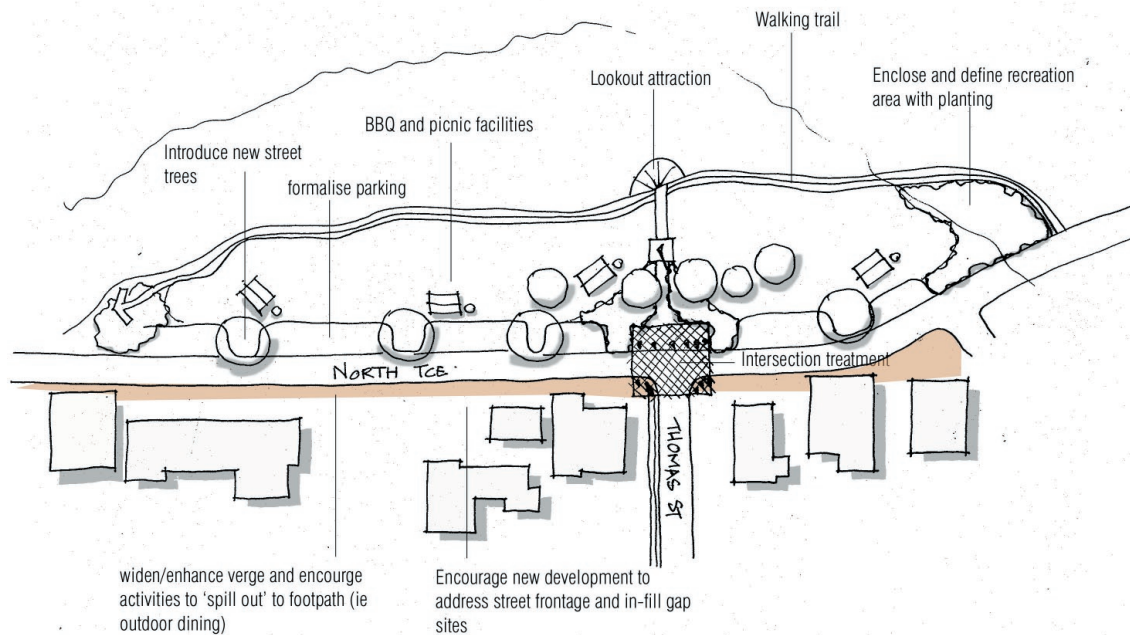 Walking trail
Lookout attraction
Enclose and define recreation
area with planting
BBQ and picnic facilities
Introduce new street
trees
formalise parking
Intersection treatment
NORTH TCE.
THOMAS ST
widen/enhance verge and encourge
activities to ‘spill out’ to footpath (ie
outdoor dining)
Encourage new development to
address street frontage and in-fill gap
sites